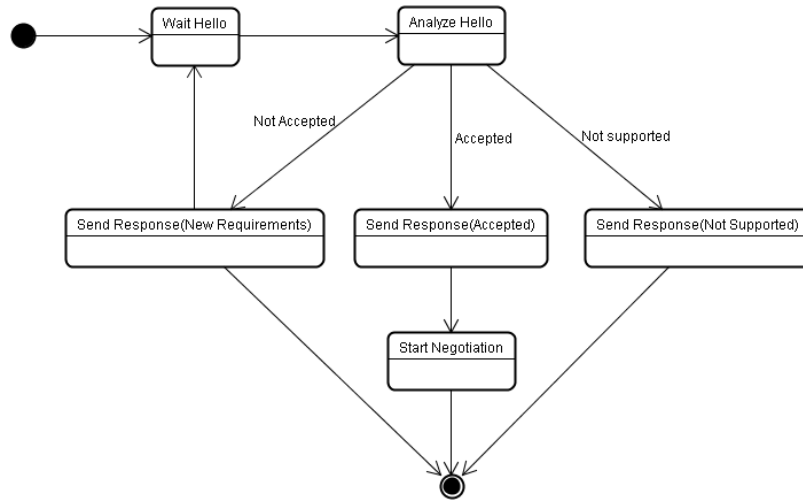 Wait Hello
Analyze Hello
Not Accepted
Accepted
Not supported
Send Response(New Requirements)
Send Response(Accepted)
Send Response(Not Supported)
Start Negotiation